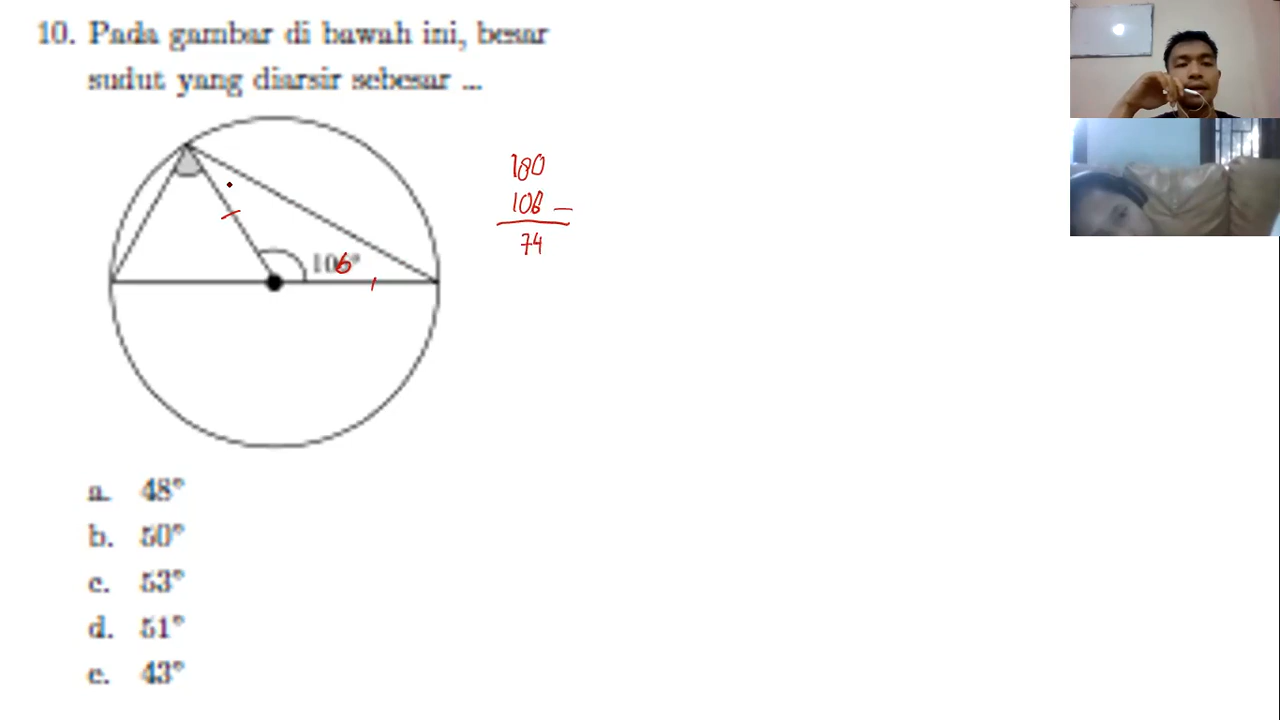 10. Pada gambar di bawah ini, besar
sudut yang diarsir sebesar ...
180
106 –
74
106°
a. 48°
b. 50°
c. 53°
d. 51°
e. 43°